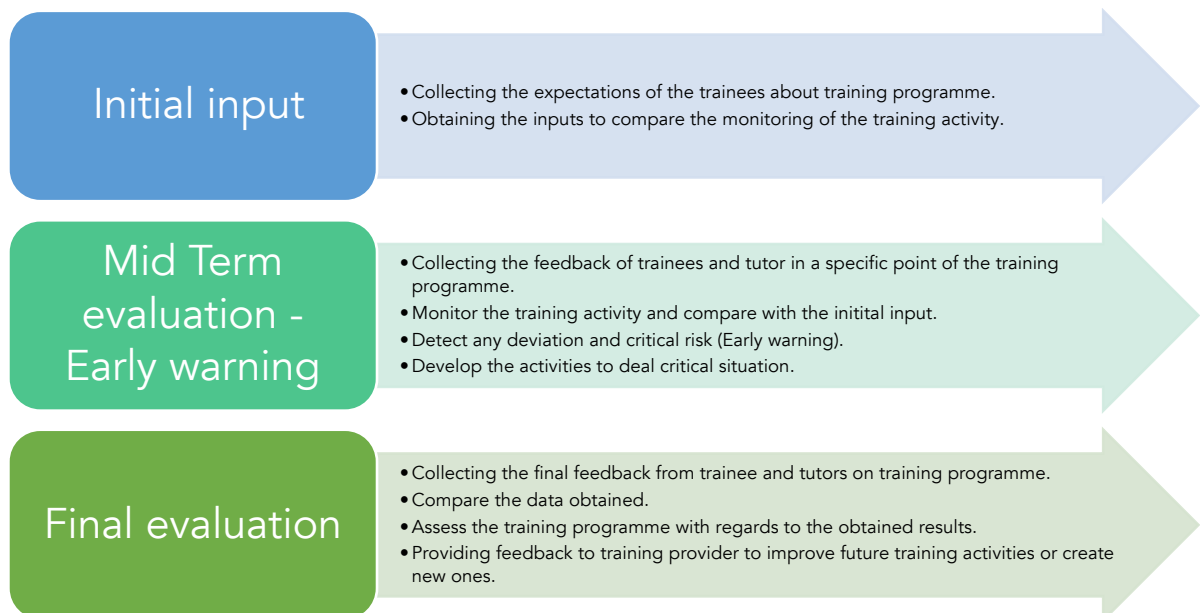 Initial input
• Collecting the expectations of the trainees about training programme.
• Obtaining the inputs to compare the monitoring of the training activity.
Mid Term
evaluation -
Early warning
• Collecting the feedback of trainees and tutor in a specific point of the training
programme.
• Monitor the training activity and compare with the initital input.
• Detect any deviation and critical risk (Early warning).
• Develop the activities to deal critical situation.
Final evaluation
• Collecting the final feedback from trainee and tutors on training programme.
• Compare the data obtained.
• Assess the training programme with regards to the obtained results.
• Providing feedback to training provider to improve future training activities or create
new ones.